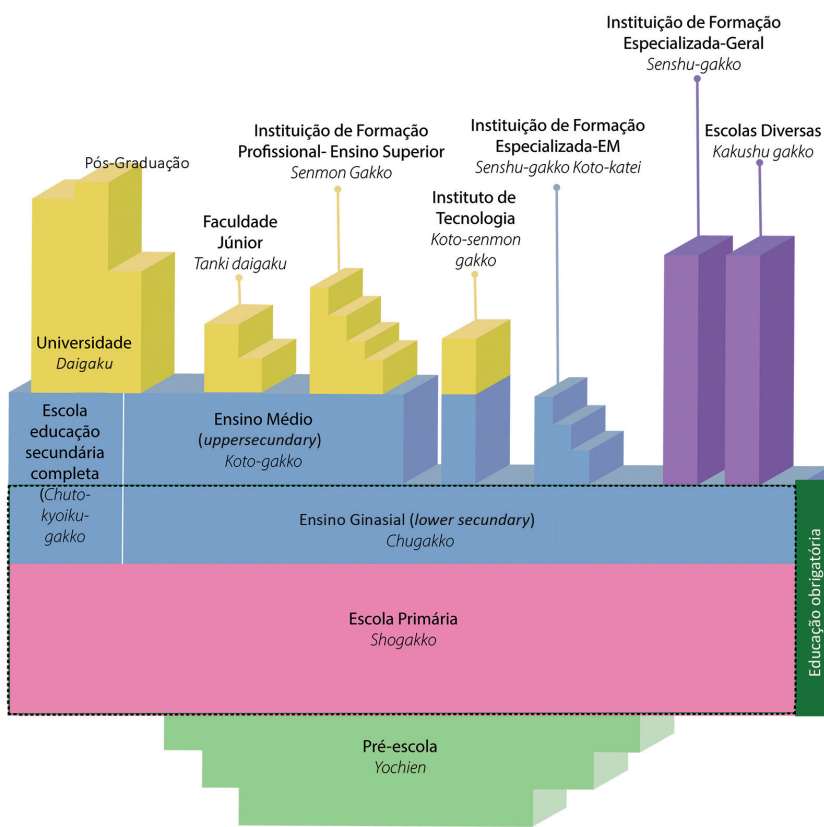 Instituição de Formação
Especializada-Geral
Senshu-gakko
Instituição de Formação
Profissional- Ensino Superior
Senmon Gakko
Instituição de Formação
Especializada-EM
Senshu-gakko Koto-katei
Escolas Diversas
Kakushu gakko
Pós-Graduação
Faculdade
Júnior
Tanki daigaku
Instituto de
Tecnologia
Koto-senmon
gakko
Universidade
Daigaku
Escola
educação
secundária
completa
(Chuto-
kyoiku-
gakko
Ensino Médio
(uppersecundary)
Koto-gakko
Ensino Ginasial (lower secundary)
Chugakko
Escola Primária
Shogakko
Educação obrigatória
Pré-escola
Yochien